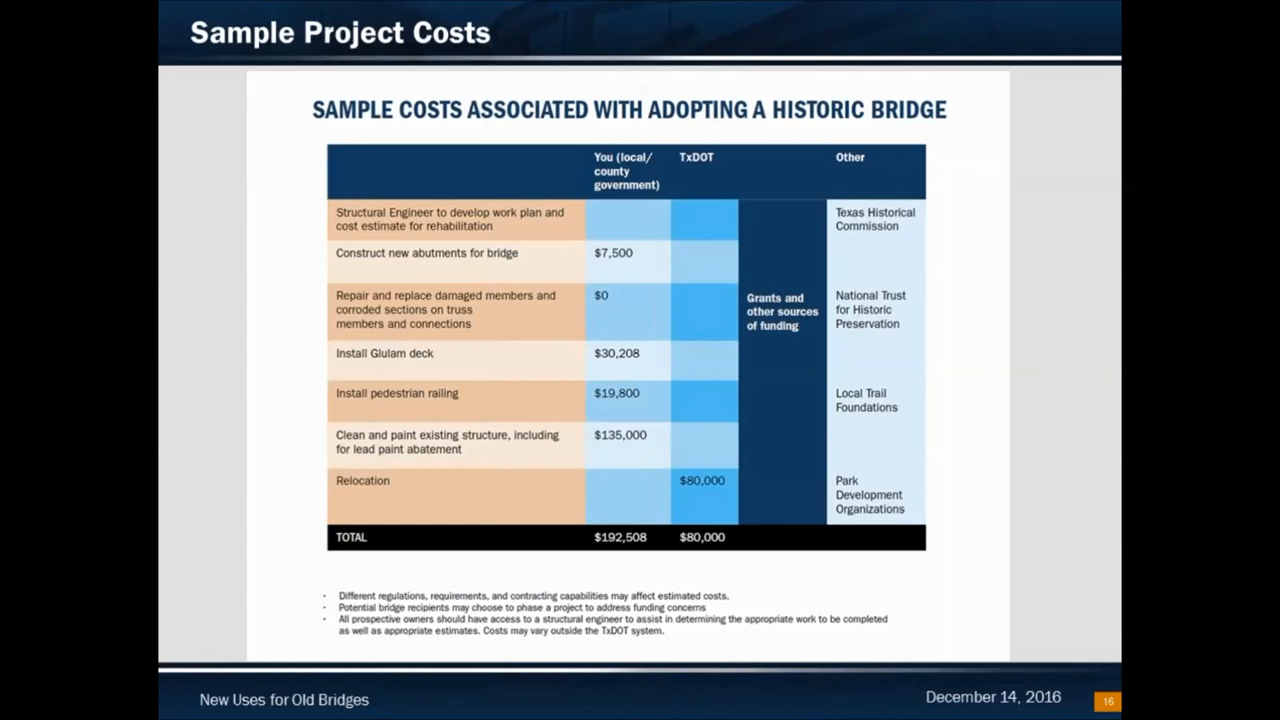 Sample Project Costs
SAMPLE COSTS ASSOCIATED WITH ADOPTING A HISTORIC BRIDGE
You (local/
county
government)
TxDOT
Other
Structural Engineer to develop work plan and
cost estimate for rehabilitation
Texas Historical
Commission
Construct new abutments for bridge
$7,500
Repair and replace damaged members and
corroded sections on truss
members and connections
$0
Grants and
other sources
of funding
National Trust
for Historic
Preservation
Install Glulam deck
$30,208
Install pedestrian railing
$19,800
Local Trail
Foundations
Clean and paint existing structure, including
for lead paint abatement
$135,000
Relocation
$80,000
Park
Development
Organizations
TOTAL
$192,508
$80,000
· Different regulations, requirements, and contracting capabilities may affect estimated costs.
· Potential bridge recipients may choose to phase a project to address funding concerns
· All prospective owners should have access to a structural engineer to assist in determining the appropriate work to be completed
as well as appropriate estimates. Costs may vary outside the TxDOT system.
New Uses for Old Bridges
December 14, 2016
16